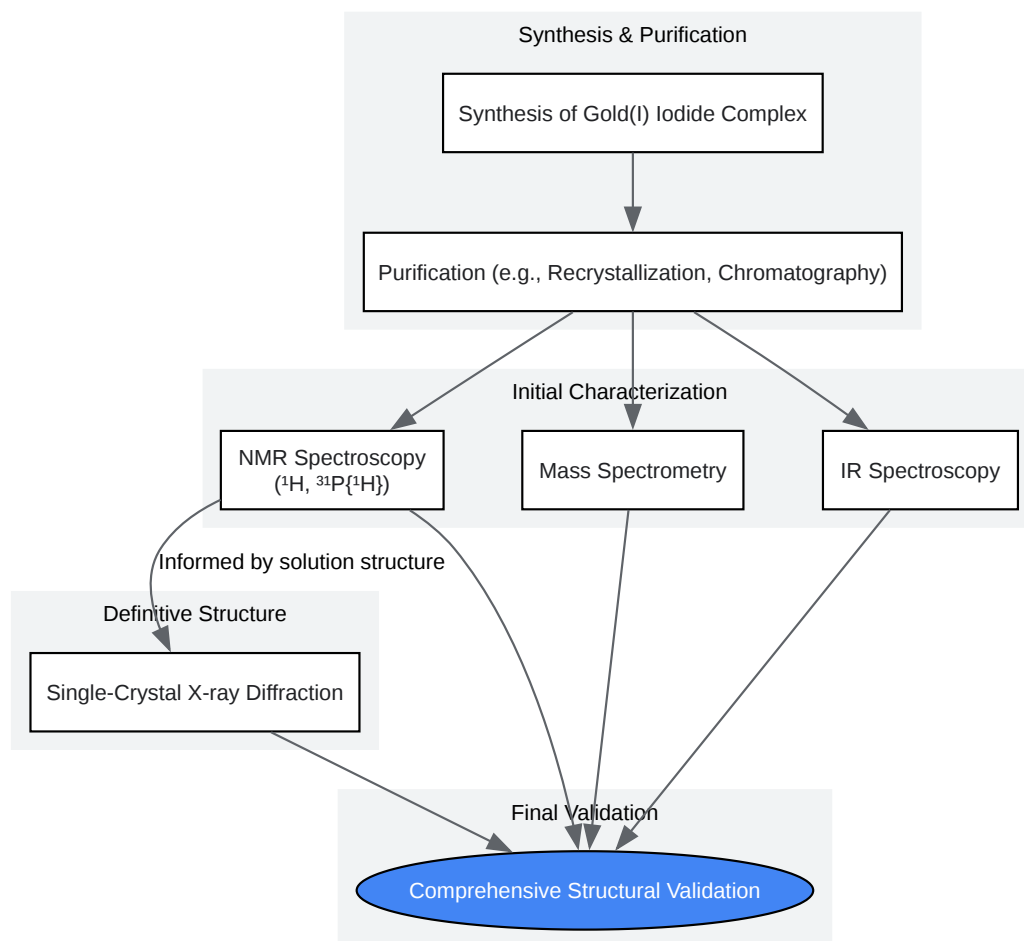 Synthesis & Purification
Synthesis of Gold(I) Iodide Complex
Purification (e.g., Recrystallization, Chromatography)
Initial Characterization
NMR Spectroscopy
(¹H, ³¹P{¹H})
Mass Spectrometry
IR Spectroscopy
Informed by solution structure
Definitive Structure
Single-Crystal X-ray Diffraction
Final Validation
Comprehensive Structural Validation